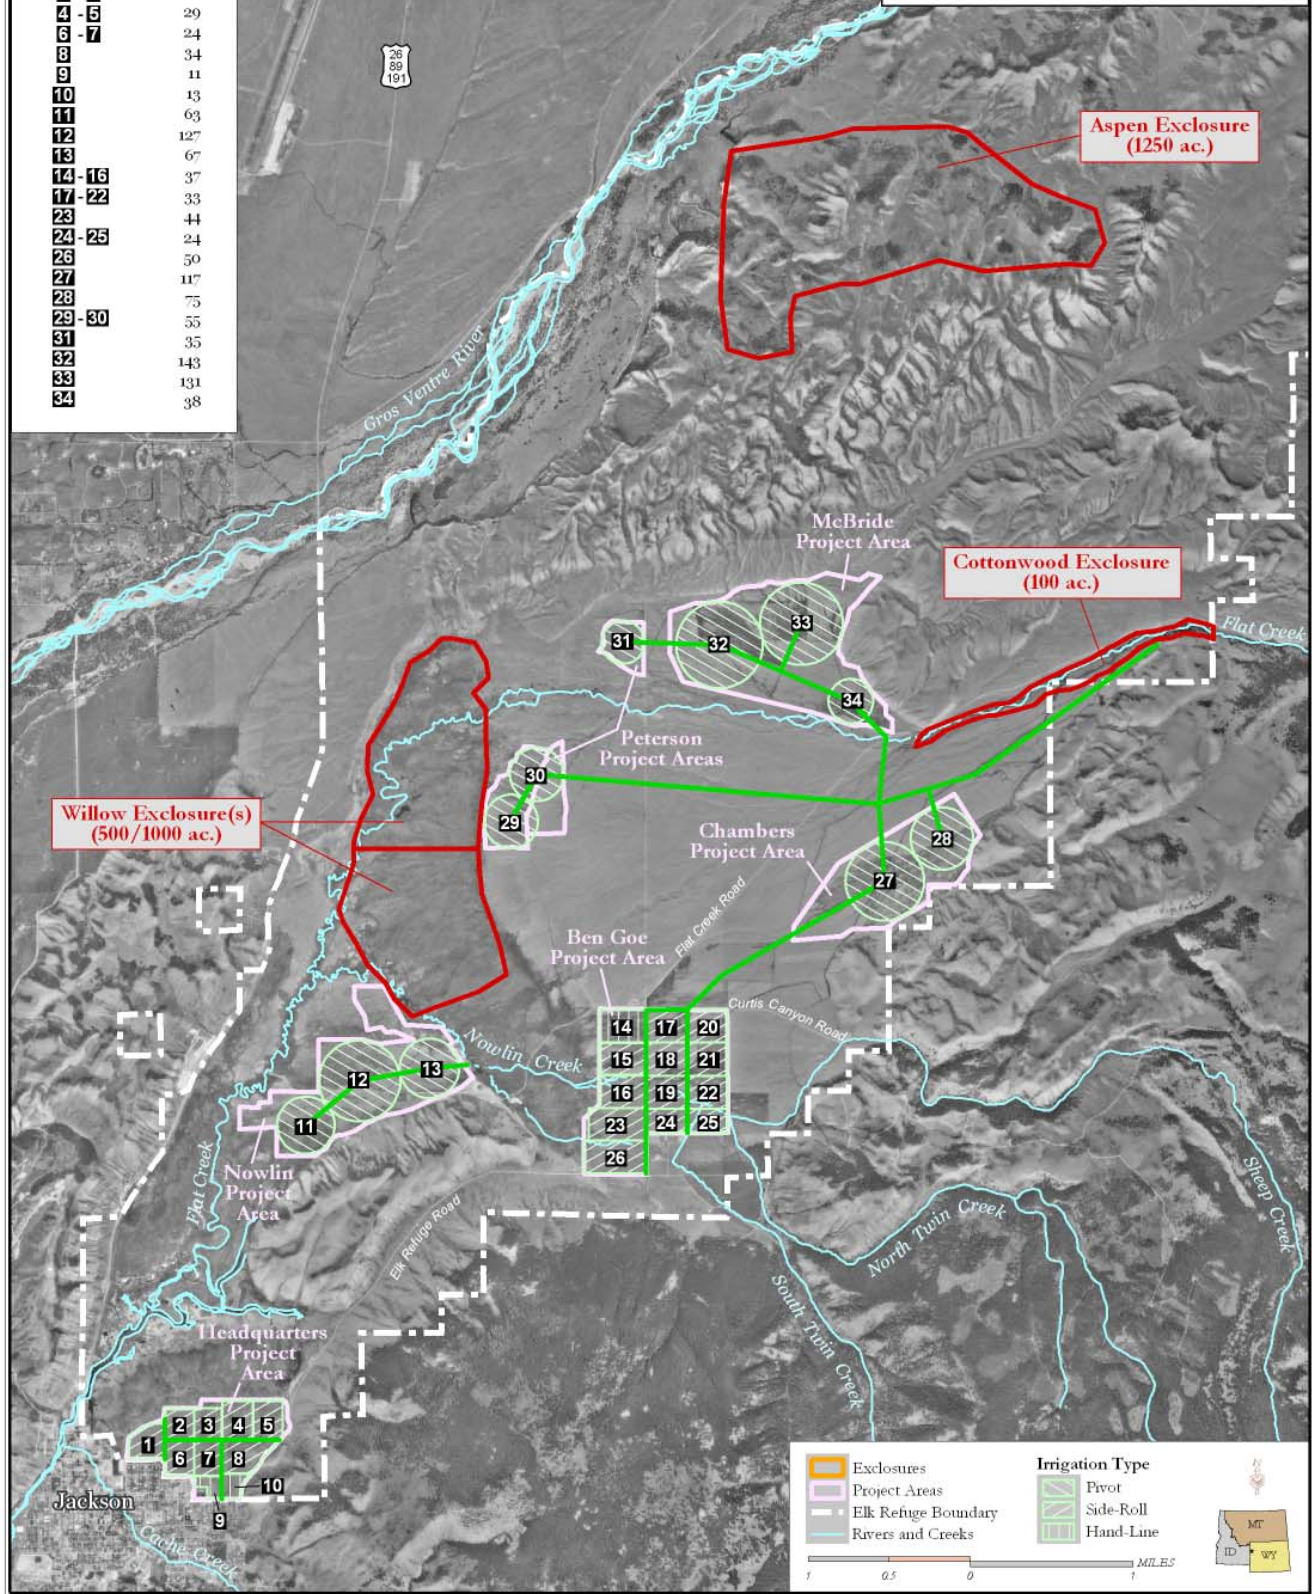 4 - 5 29
6 - 7 24
8 34
9 11
10 13
11 63
12 127
13 67
14 - 16 37
17 - 22 33
23 44
24 - 25 24
26 50
27 117
28 75
29 - 30 55
31 35
32 143
33 131
34 38
26
89
191
Aspen Exclosure
(1250 ac.)
Gros Ventre River
McBride
Project Area
Cottonwood Exclosure
(100 ac.)
Flat Creek
33
31
32
34
Peterson
Project Areas
30
29
Willow Exclosure(s)
(500/1000 ac.)
Chambers
Project Area
28
27
Flat Creek Road
Ben Goe
Project Area
Curtis Canyon Road
14 17 20
15 18 21
16 19 22
23 24 25
26
Nowlin Creek
13
12
11
Nowlin
Project
Area
Flat Creek
Elk Refuge Road
Sheep Creek
North Twin Creek
South Twin Creek
Headquarters
Project
Area
2 3 4 5
1
6 7 8
10
9
Jackson
Cache Creek
Exclosures
Project Areas
Elk Refuge Boundary
Rivers and Creeks
Irrigation Type
Pivot
Side-Roll
Hand-Line
1 0.5 0 1 MILES
MT
ID
WY